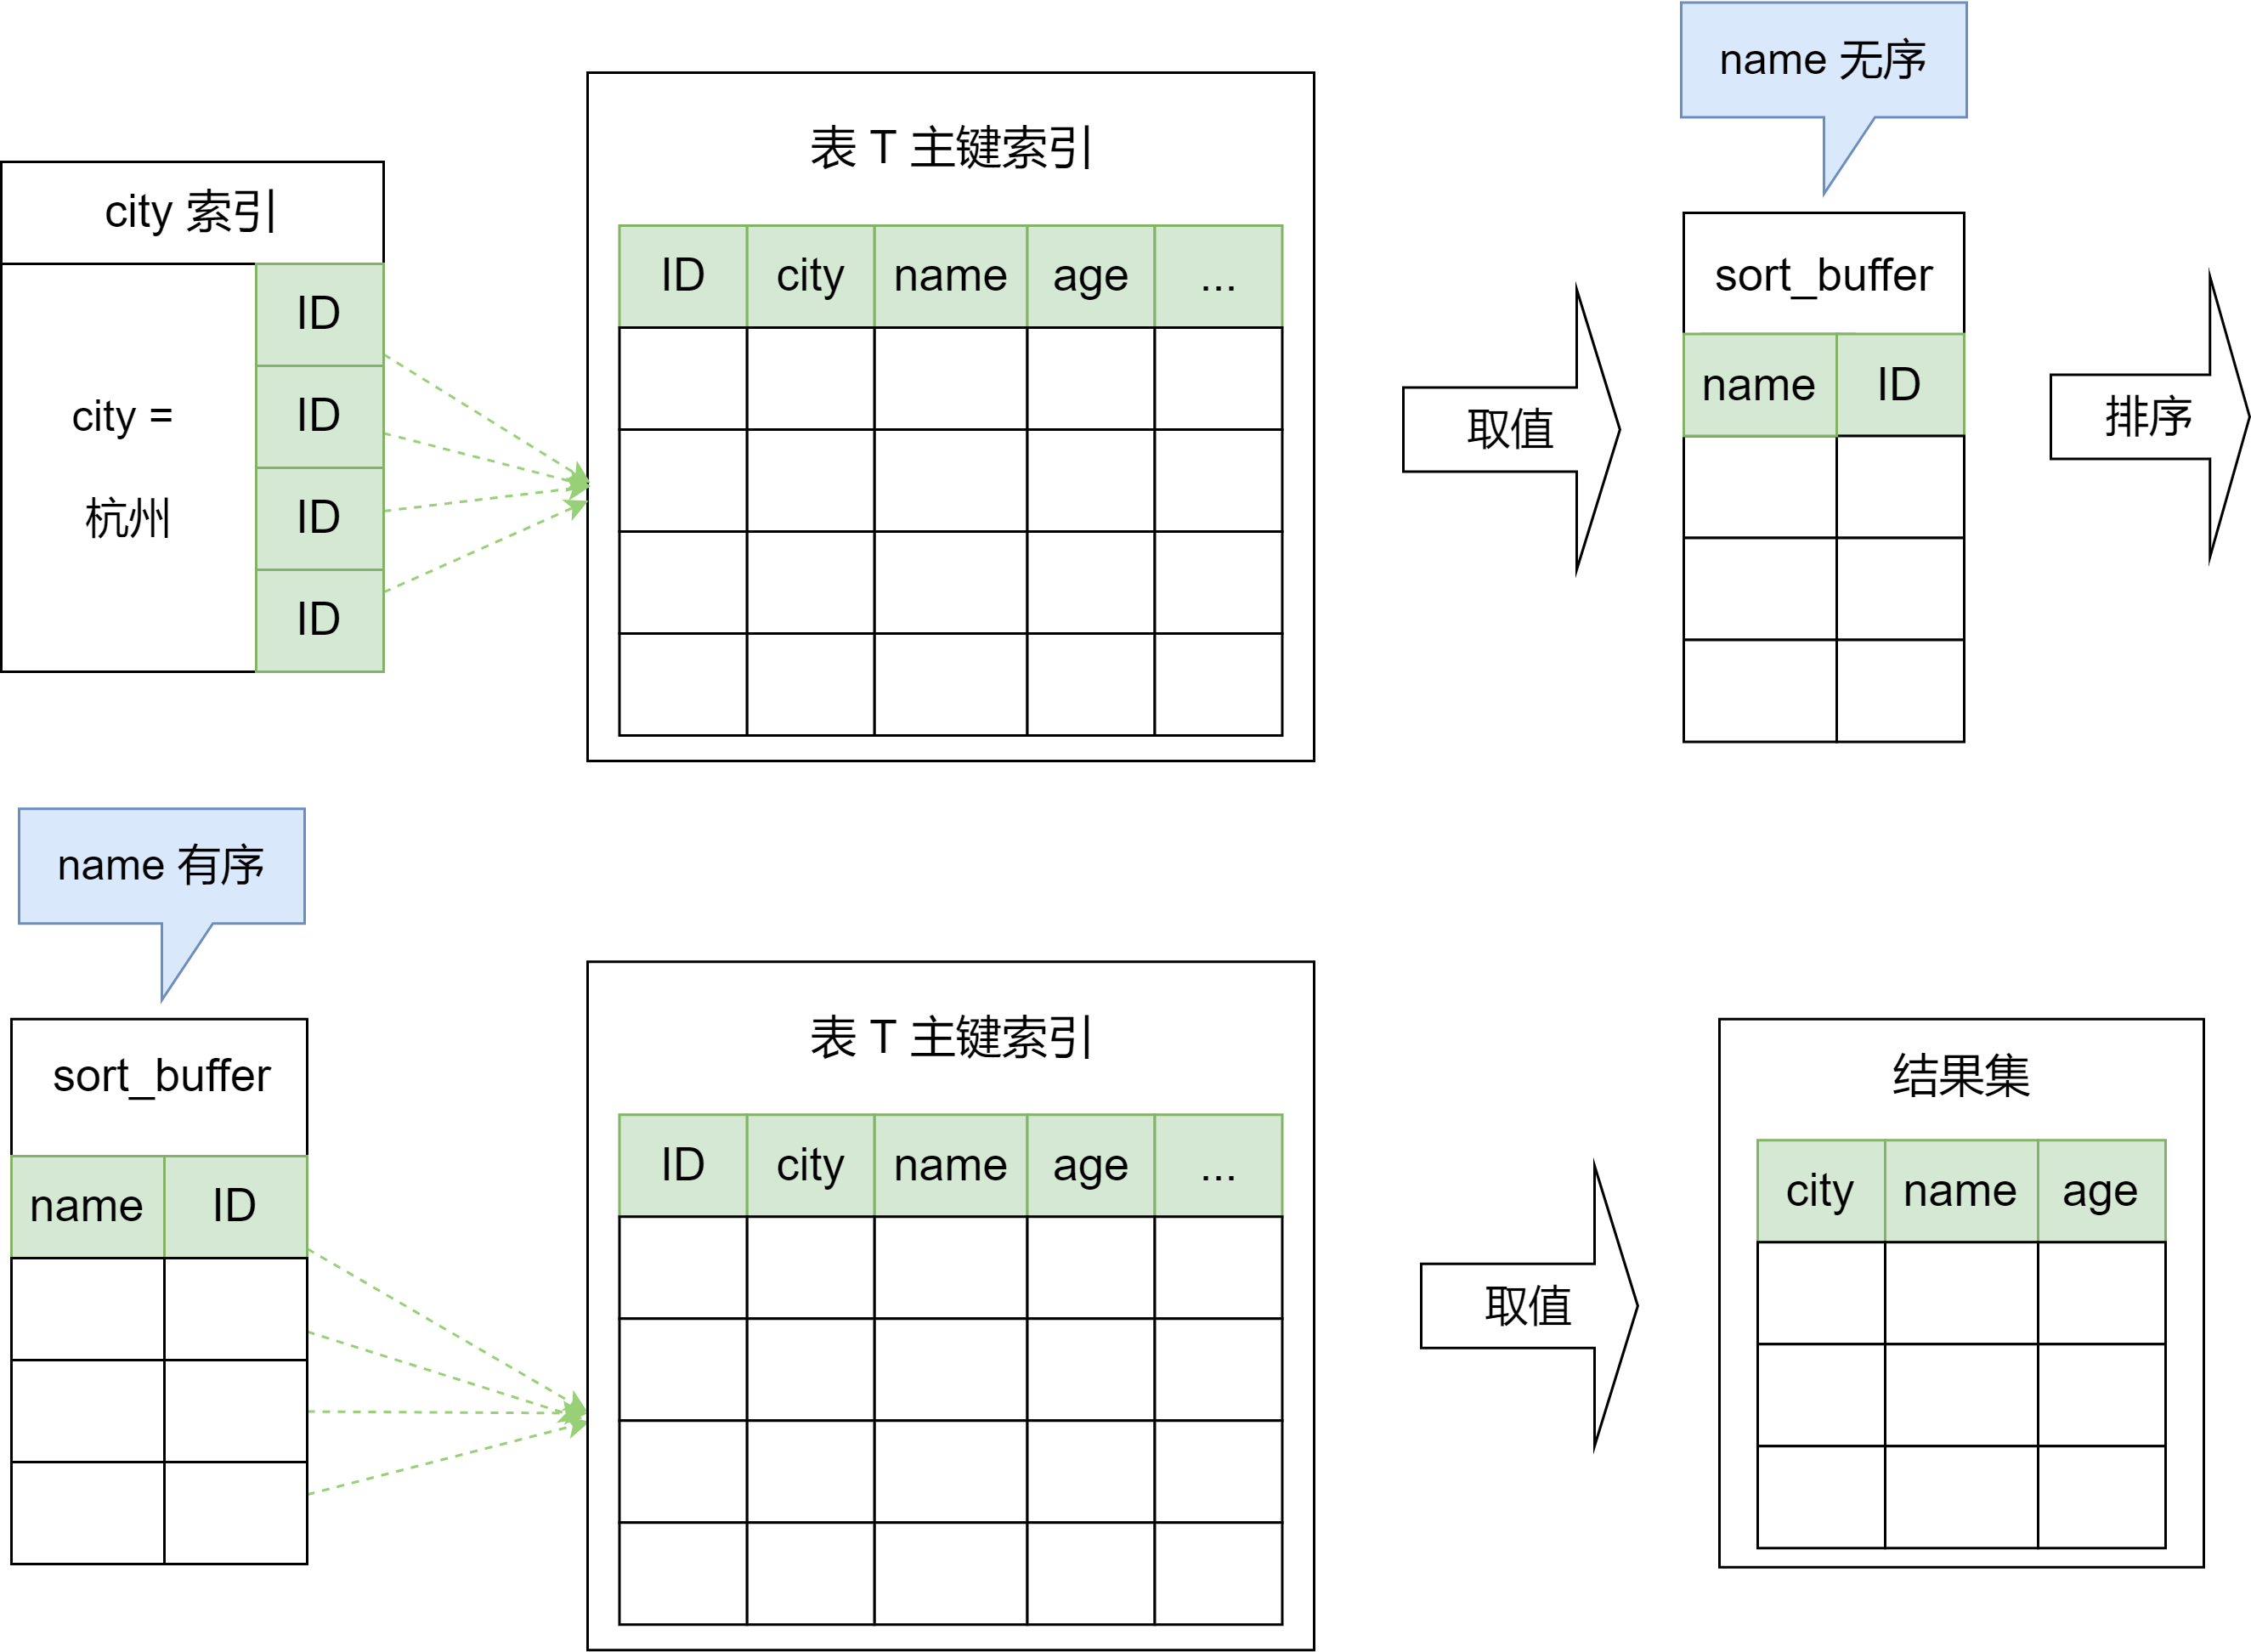 name 无序
表 T 主键索引
city 索引
ID
city
name
age
...
sort_buffer
ID
ID
ID
ID
city =
杭州
name
ID
取值
排序
name 有序
表 T 主键索引
sort_buffer
结果集
ID
city
name
age
...
name
ID
city
name
age
取值